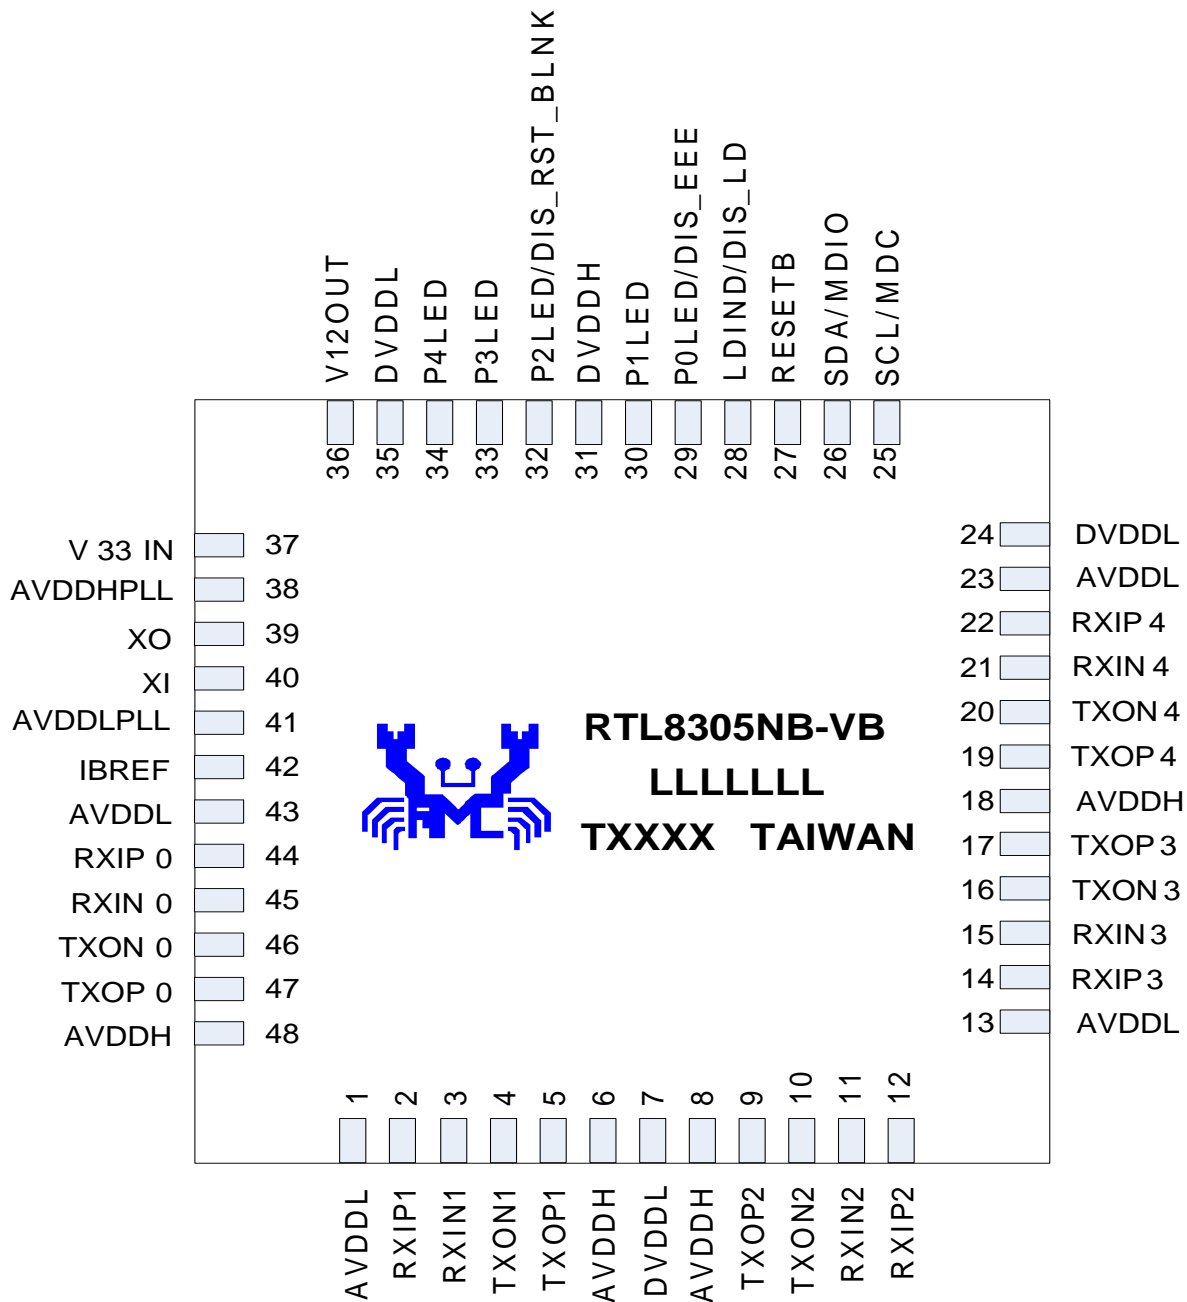 V12OUT
DVDDL
P4LED
P3LED
P2LED/DIS_RST_BLNK
DVDDH
P1LED
P0LED/DIS_EEE
LDIND/DIS_LD
RESETB
SDA/MDIO
SCL/MDC
36
35
34
33
32
31
30
29
28
27
26
25
V 33 IN 37
AVDDHPLL 38
XO 39
XI 40
AVDDLPLL 41
IBREF 42
AVDDL 43
RXIP 0 44
RXIN 0 45
TXON 0 46
TXOP 0 47
AVDDH 48
RTL8305NB-VB
LLLLLLL
TXXXX TAIWAN
24 DVDDL
23 AVDDL
22 RXIP 4
21 RXIN 4
20 TXON 4
19 TXOP 4
18 AVDDH
17 TXOP 3
16 TXON 3
15 RXIN 3
14 RXIP 3
13 AVDDL
1
2
3
4
5
6
7
8
9
10
11
12
AVDDL
RXIP1
RXIN1
TXON1
TXOP1
AVDDH
DVDDL
AVDDH
TXOP2
TXON2
RXIN2
RXIP2